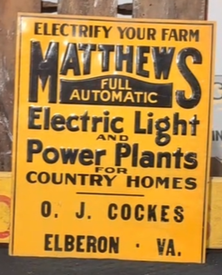 ELECTRIFY YOUR FARM
MATTHEWS
FULL
AUTOMATIC
Electric Light
AND
Power Plants
FOR
COUNTRY HOMES
O. J. COCKES
ELBERON · VA.